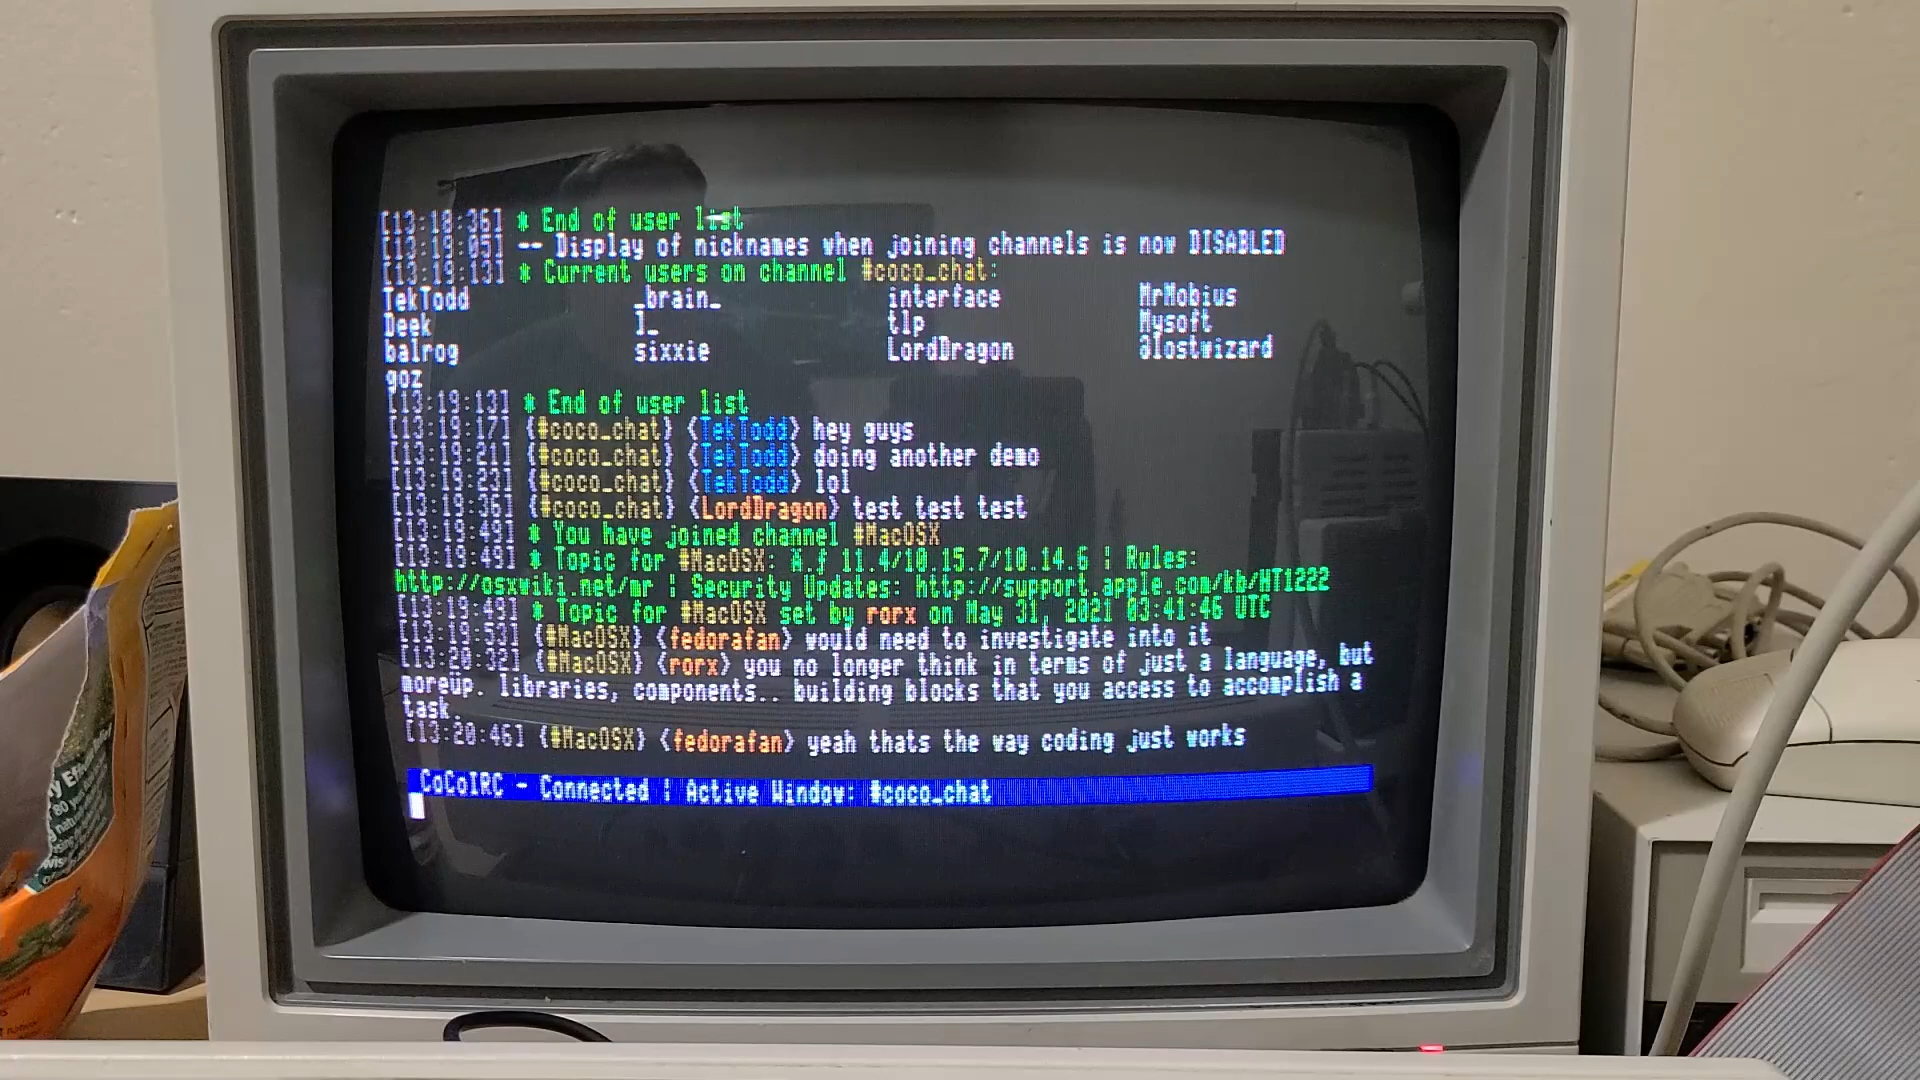 [13:18:36] * End of user list
[13:19:05] -- Display of nicknames when joining channels is now DISABLED
[13:19:13] * Current users on channel #coco_chat:
TekTodd _brain_ interface MrMobius
Deek l_ tlp Mysoft
balrog sixxie LordDragon @lostwizard
goz
[13:19:13] * End of user list
[13:19:17] {#coco_chat} {TekTodd} hey guys
[13:19:21] {#coco_chat} {TekTodd} doing another demo
[13:19:23] {#coco_chat} {TekTodd} lol
[13:19:36] {#coco_chat} {LordDragon} test test test
[13:19:49] * You have joined channel #MacOSX
[13:19:49] * Topic for #MacOSX: 11.4/10.15.7/10.14.6 | Rules:
http://osxwiki.net/mr | Security Updates: http://support.apple.com/kb/HT1222
[13:19:49] * Topic for #MacOSX set by rorx on May 31, 2021 03:41:46 UTC
[13:19:53] {#MacOSX} {fedorafan} would need to investigate into it
[13:20:32] {#MacOSX} {rorx} you no longer think in terms of just a language, but
moreup. libraries, components.. building blocks that you access to accomplish a
task.
[13:20:46] {#MacOSX} {fedorafan} yeah thats the way coding just works
CoCoIRC - Connected | Active Window: #coco_chat